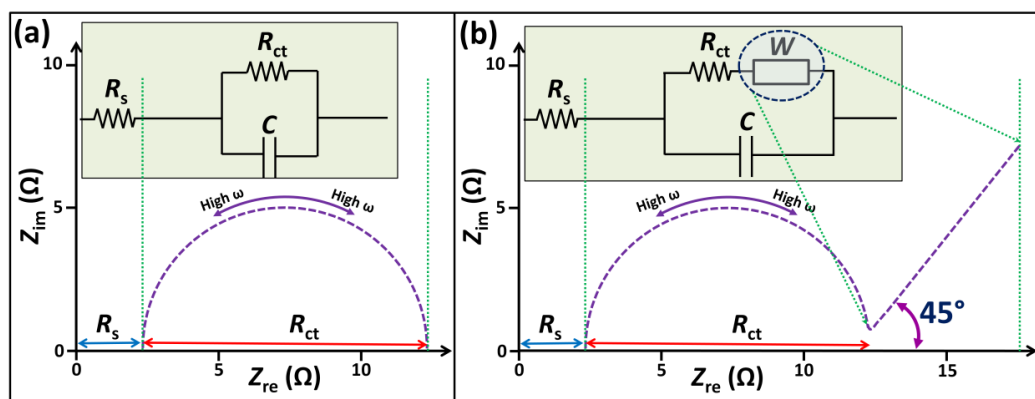 (a)
R_ct
R_s
C
10
5
0
Z_im (Ω)
High ω
High ω
R_s
R_ct
0
5
10
Z_re (Ω)
(b)
R_ct
W
R_s
C
10
5
0
Z_im (Ω)
High ω
High ω
45°
R_s
R_ct
0
5
10
15
Z_re (Ω)